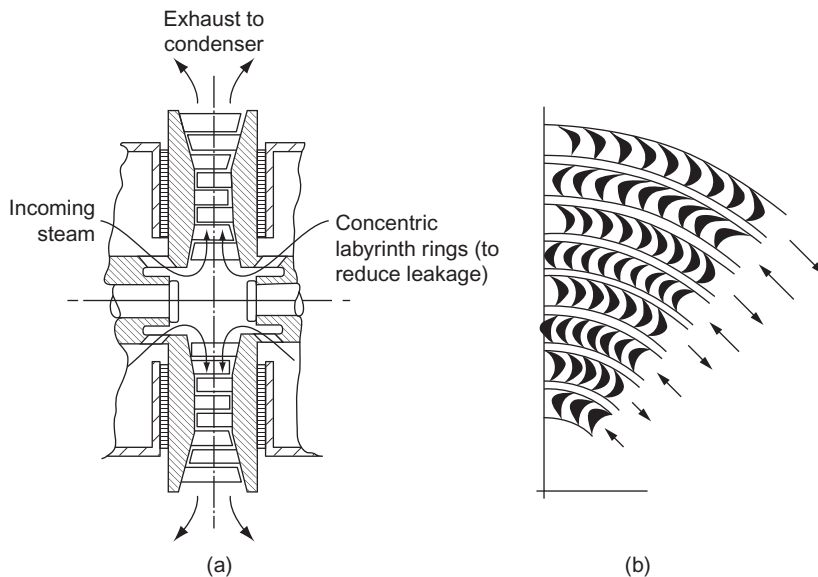 Exhaust to
condenser
Incoming
steam
Concentric
labyrinth rings (to
reduce leakage)
(a)
(b)